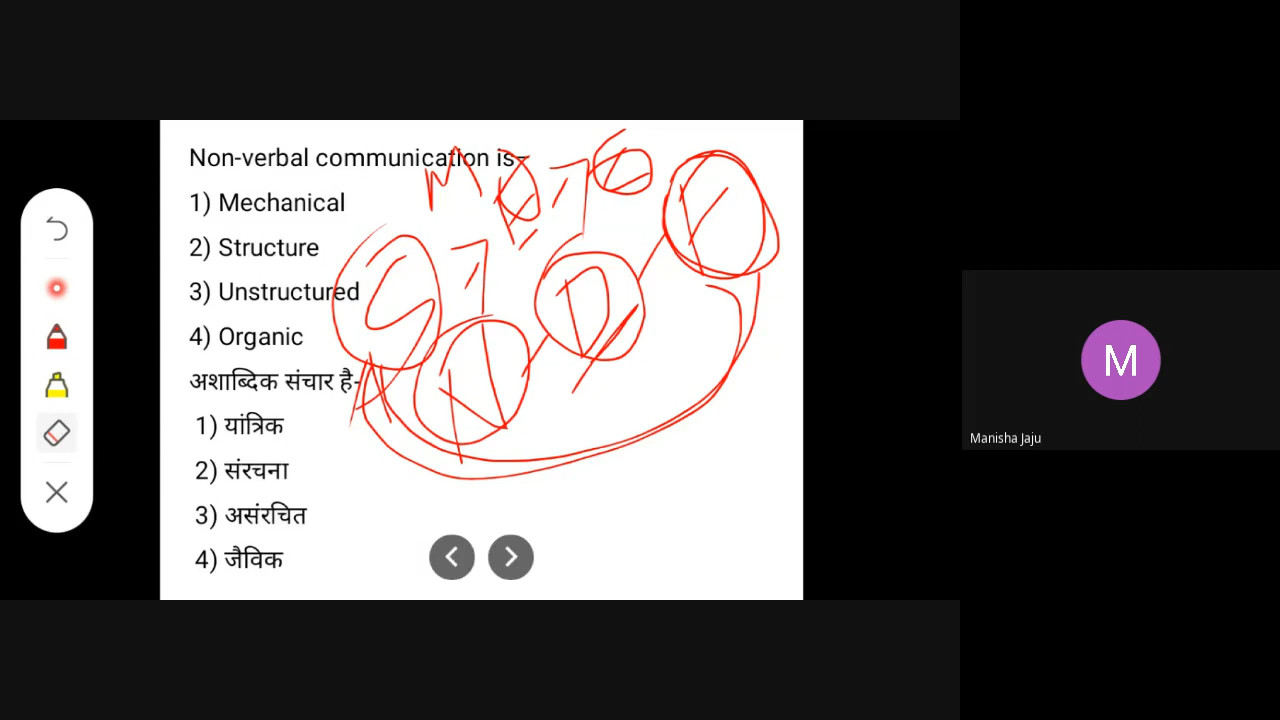 Non-verbal communication is-
1) Mechanical
2) Structure
3) Unstructured
4) Organic
अशाब्दिक संचार है-
1) यांत्रिक
2) संरचना
3) असंरचित
4) जैविक
M
S
N
D
M
Manisha Jaju